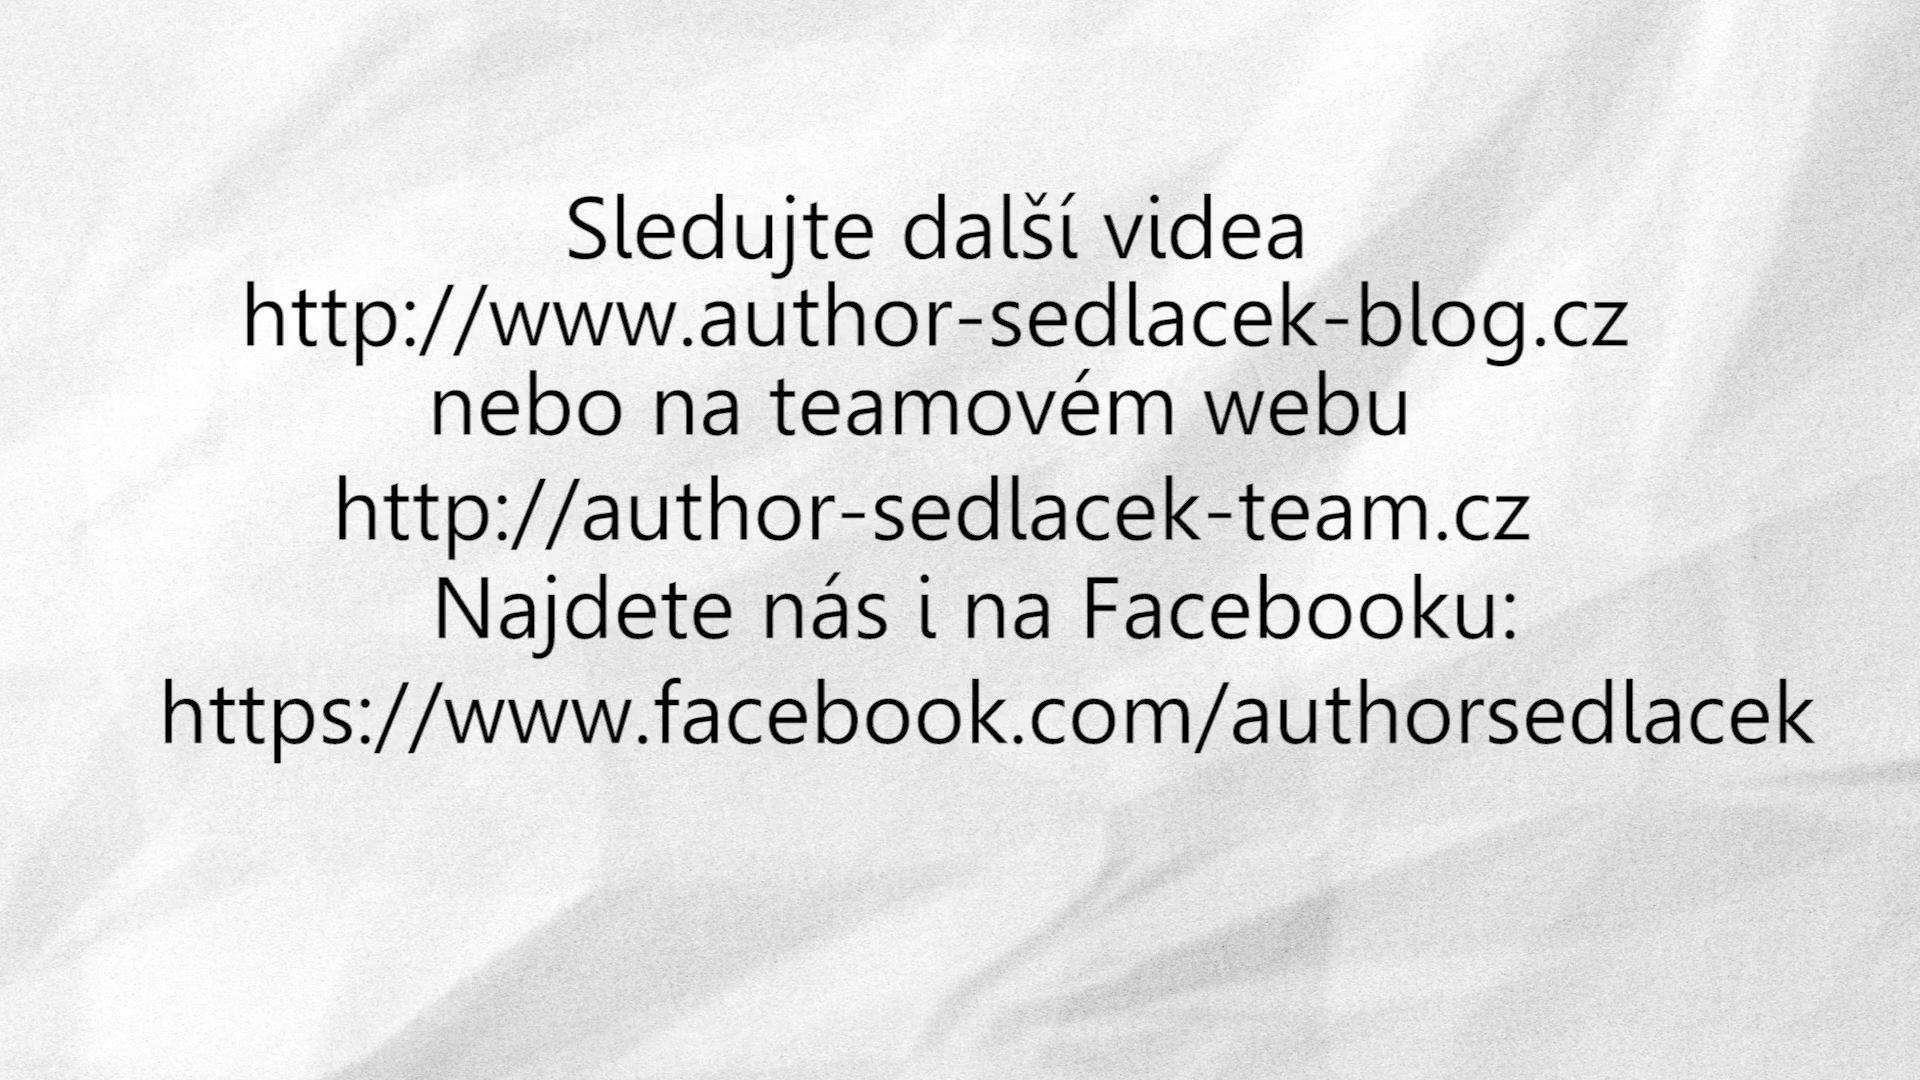 Sledujte další videa
http://www.author-sedlacek-blog.cz
nebo na teamovém webu
http://author-sedlacek-team.cz
Najdete nás i na Facebooku:
https://www.facebook.com/authorsedlacek